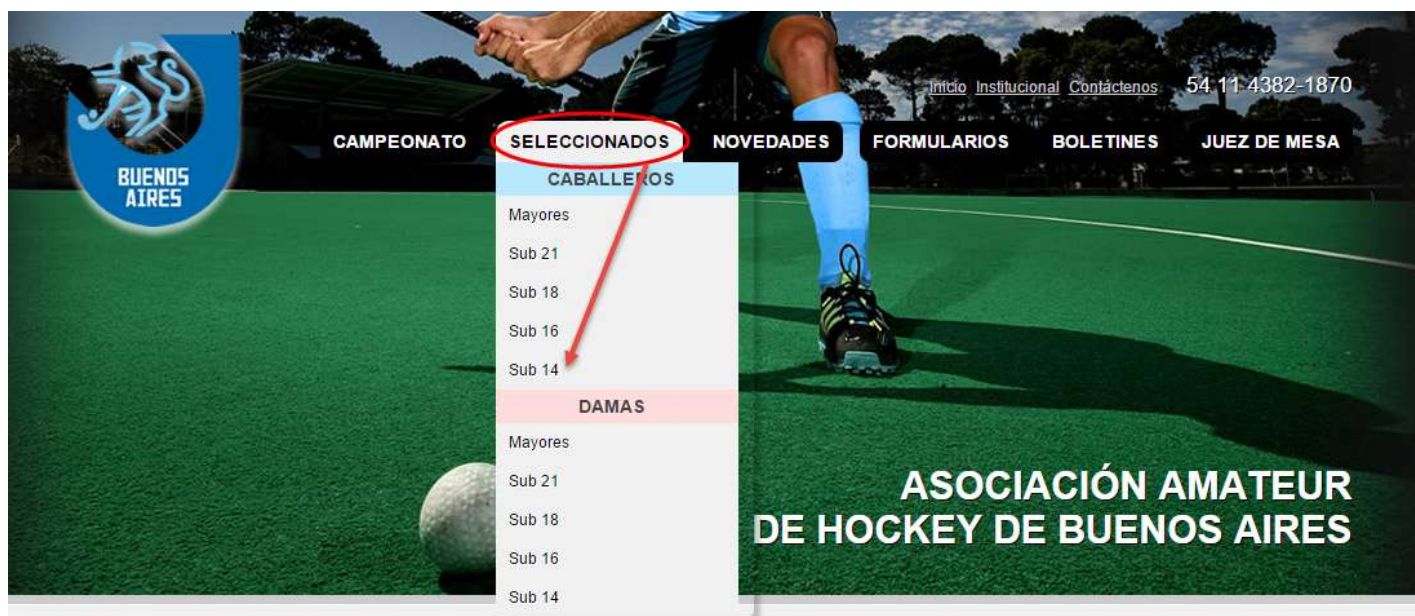 BUENOS
AIRES
Inicio Institucional Contáctenos 54 11 4382-1870
CAMPEONATO SELECCIONADOS NOVEDADES FORMULARIOS BOLETINES JUEZ DE MESA
CABALLEROS
Mayores
Sub 21
Sub 18
Sub 16
Sub 14
DAMAS
Mayores
Sub 21
Sub 18
Sub 16
Sub 14
ASOCIACIÓN AMATEUR
DE HOCKEY DE BUENOS AIRES